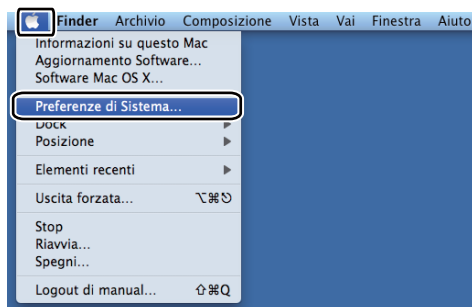 Finder Archivio Composizione Vista Vai Finestra Aiuto
Informazioni su questo Mac
Aggiornamento Software...
Software Mac OS X...
Preferenze di Sistema...
Dock
Posizione
Elementi recenti
Uscita forzata... ⌥⌘⎋
Stop
Riavvia...
Spegni...
Logout di manual... ⇧⌘Q